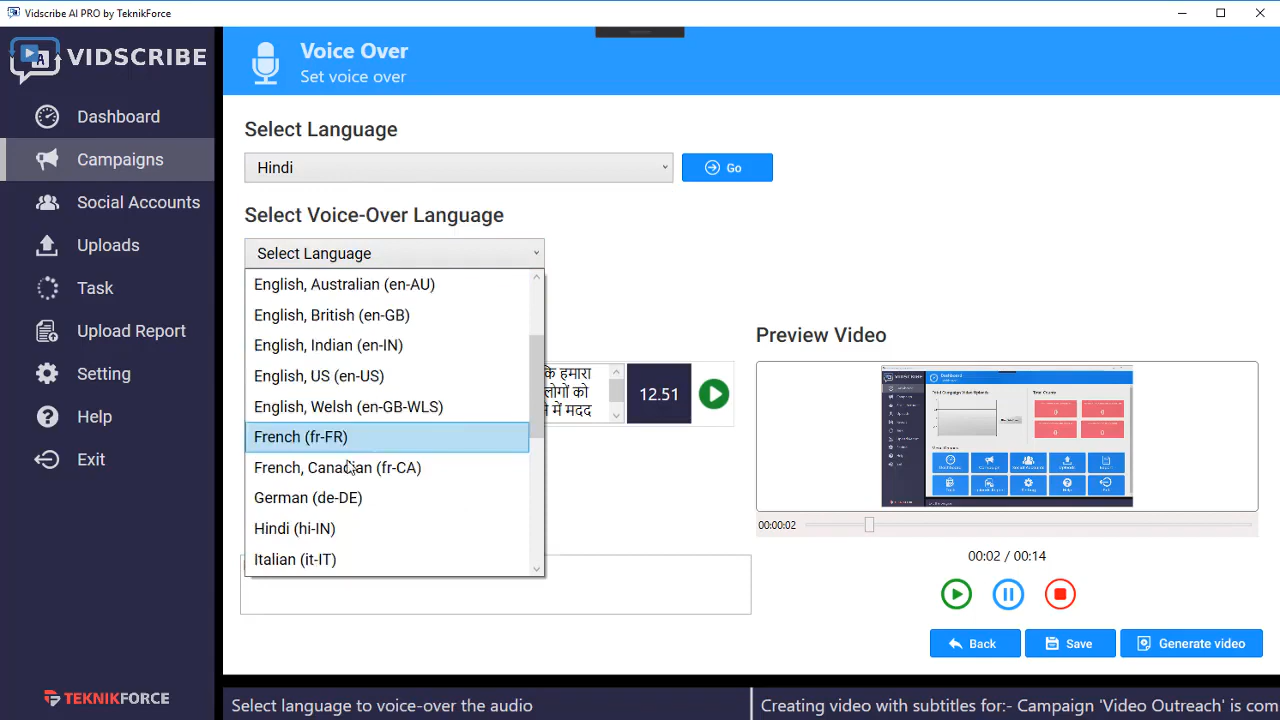 Vidscribe AI PRO by TeknikForce
VIDSCRIBE
Dashboard
Campaigns
Social Accounts
Uploads
Task
Upload Report
Setting
Help
Exit
TEKNIKFORCE
Voice Over
Set voice over
Select Language
Hindi
Go
Select Voice-Over Language
Select Language
English, Australian (en-AU)
English, British (en-GB)
English, Indian (en-IN)
English, US (en-US)
English, Welsh (en-GB-WLS)
French (fr-FR)
French, Canadian (fr-CA)
German (de-DE)
Hindi (hi-IN)
Italian (it-IT)
के हमारा
लोगों को
में मदद
12.51
Preview Video
00:00:02
00:02 / 00:14
Back
Save
Generate video
Select language to voice-over the audio
Creating video with subtitles for:- Campaign 'Video Outreach' is com